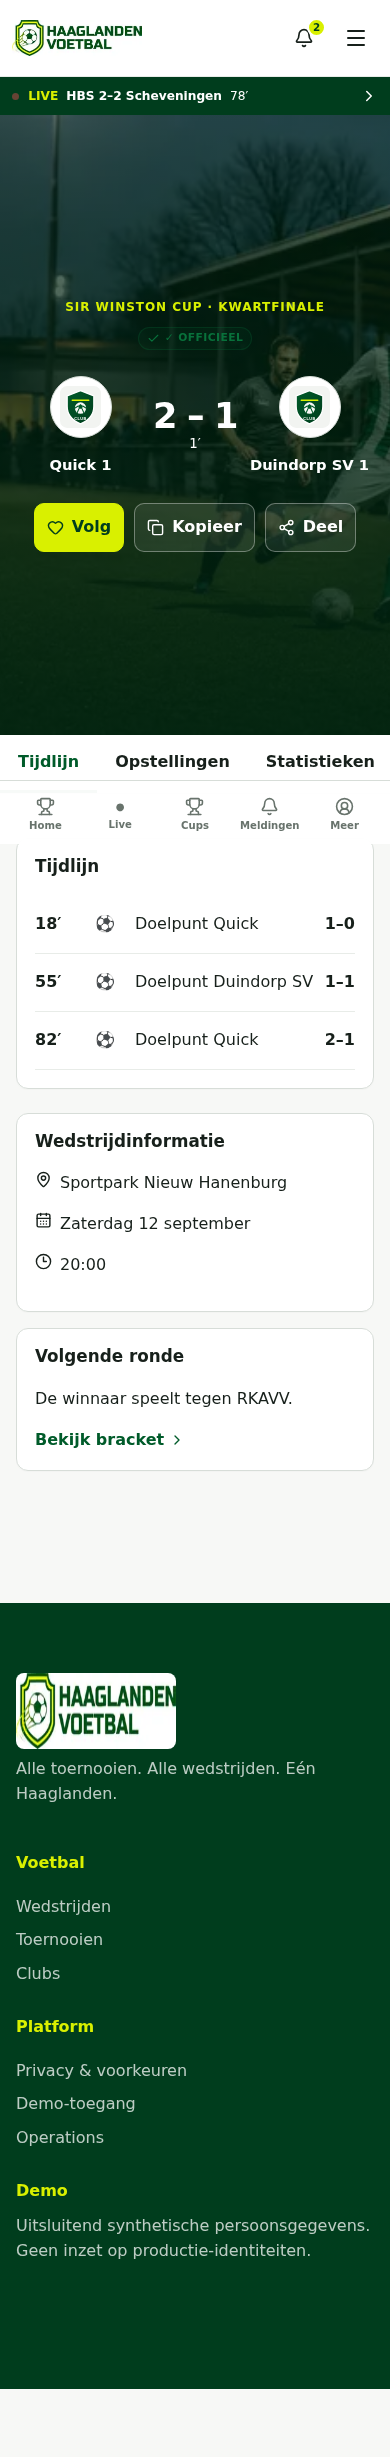 HAAGLANDEN
VOETBAL
2
LIVE HBS 2–2 Scheveningen 78′
SIR WINSTON CUP · KWARTFINALE
✓ OFFICIEEL
CLUB
CLUB
2 – 1
1′
Quick 1
Duindorp SV 1
Volg
Kopieer
Deel
Tijdlijn
Opstellingen
Statistieken
Home
Live
Cups
Meldingen
Meer
Tijdlijn
18′ ⚽ Doelpunt Quick 1–0
55′ ⚽ Doelpunt Duindorp SV 1–1
82′ ⚽ Doelpunt Quick 2–1
Wedstrijdinformatie
Sportpark Nieuw Hanenburg
Zaterdag 12 september
20:00
Volgende ronde
De winnaar speelt tegen RKAVV.
Bekijk bracket
HAAGLANDEN
VOETBAL
Alle toernooien. Alle wedstrijden. Eén
Haaglanden.
Voetbal
Wedstrijden
Toernooien
Clubs
Platform
Privacy & voorkeuren
Demo-toegang
Operations
Demo
Uitsluitend synthetische persoonsgegevens.
Geen inzet op productie-identiteiten.